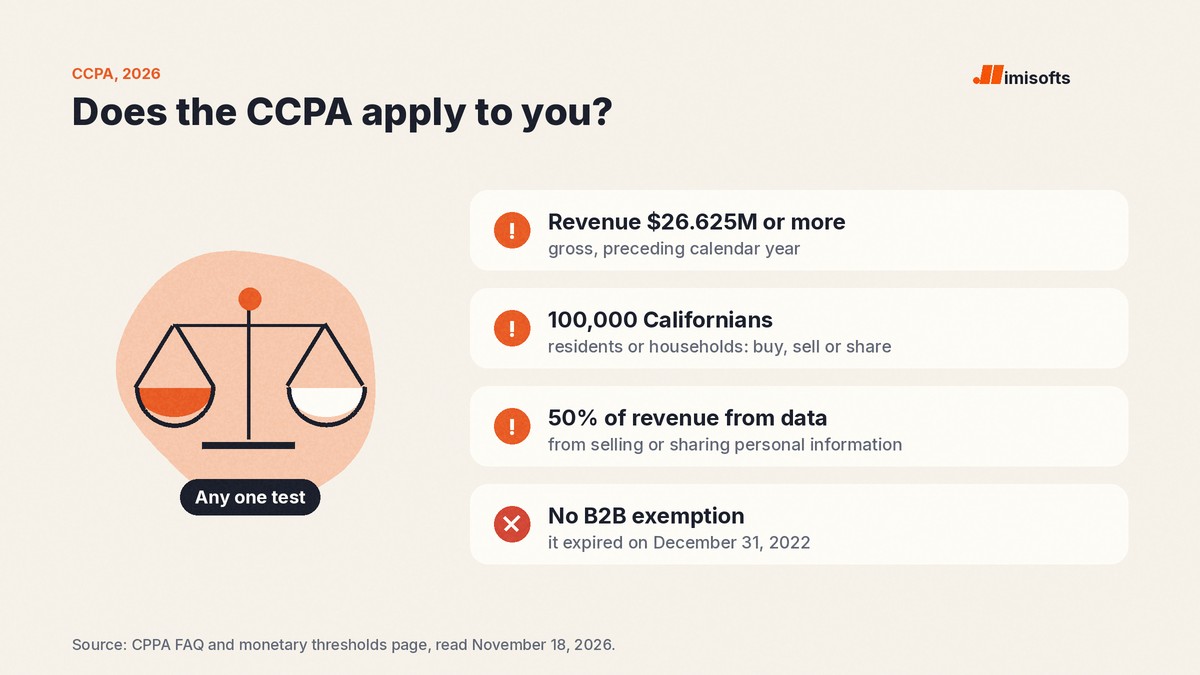 CCPA, 2026
Does the CCPA apply to you?
imisofts
Revenue $26.625M or more
gross, preceding calendar year
100,000 Californians
residents or households: buy, sell or share
50% of revenue from data
from selling or sharing personal information
No B2B exemption
it expired on December 31, 2022
Any one test
Source: CPPA FAQ and monetary thresholds page, read November 18, 2026.